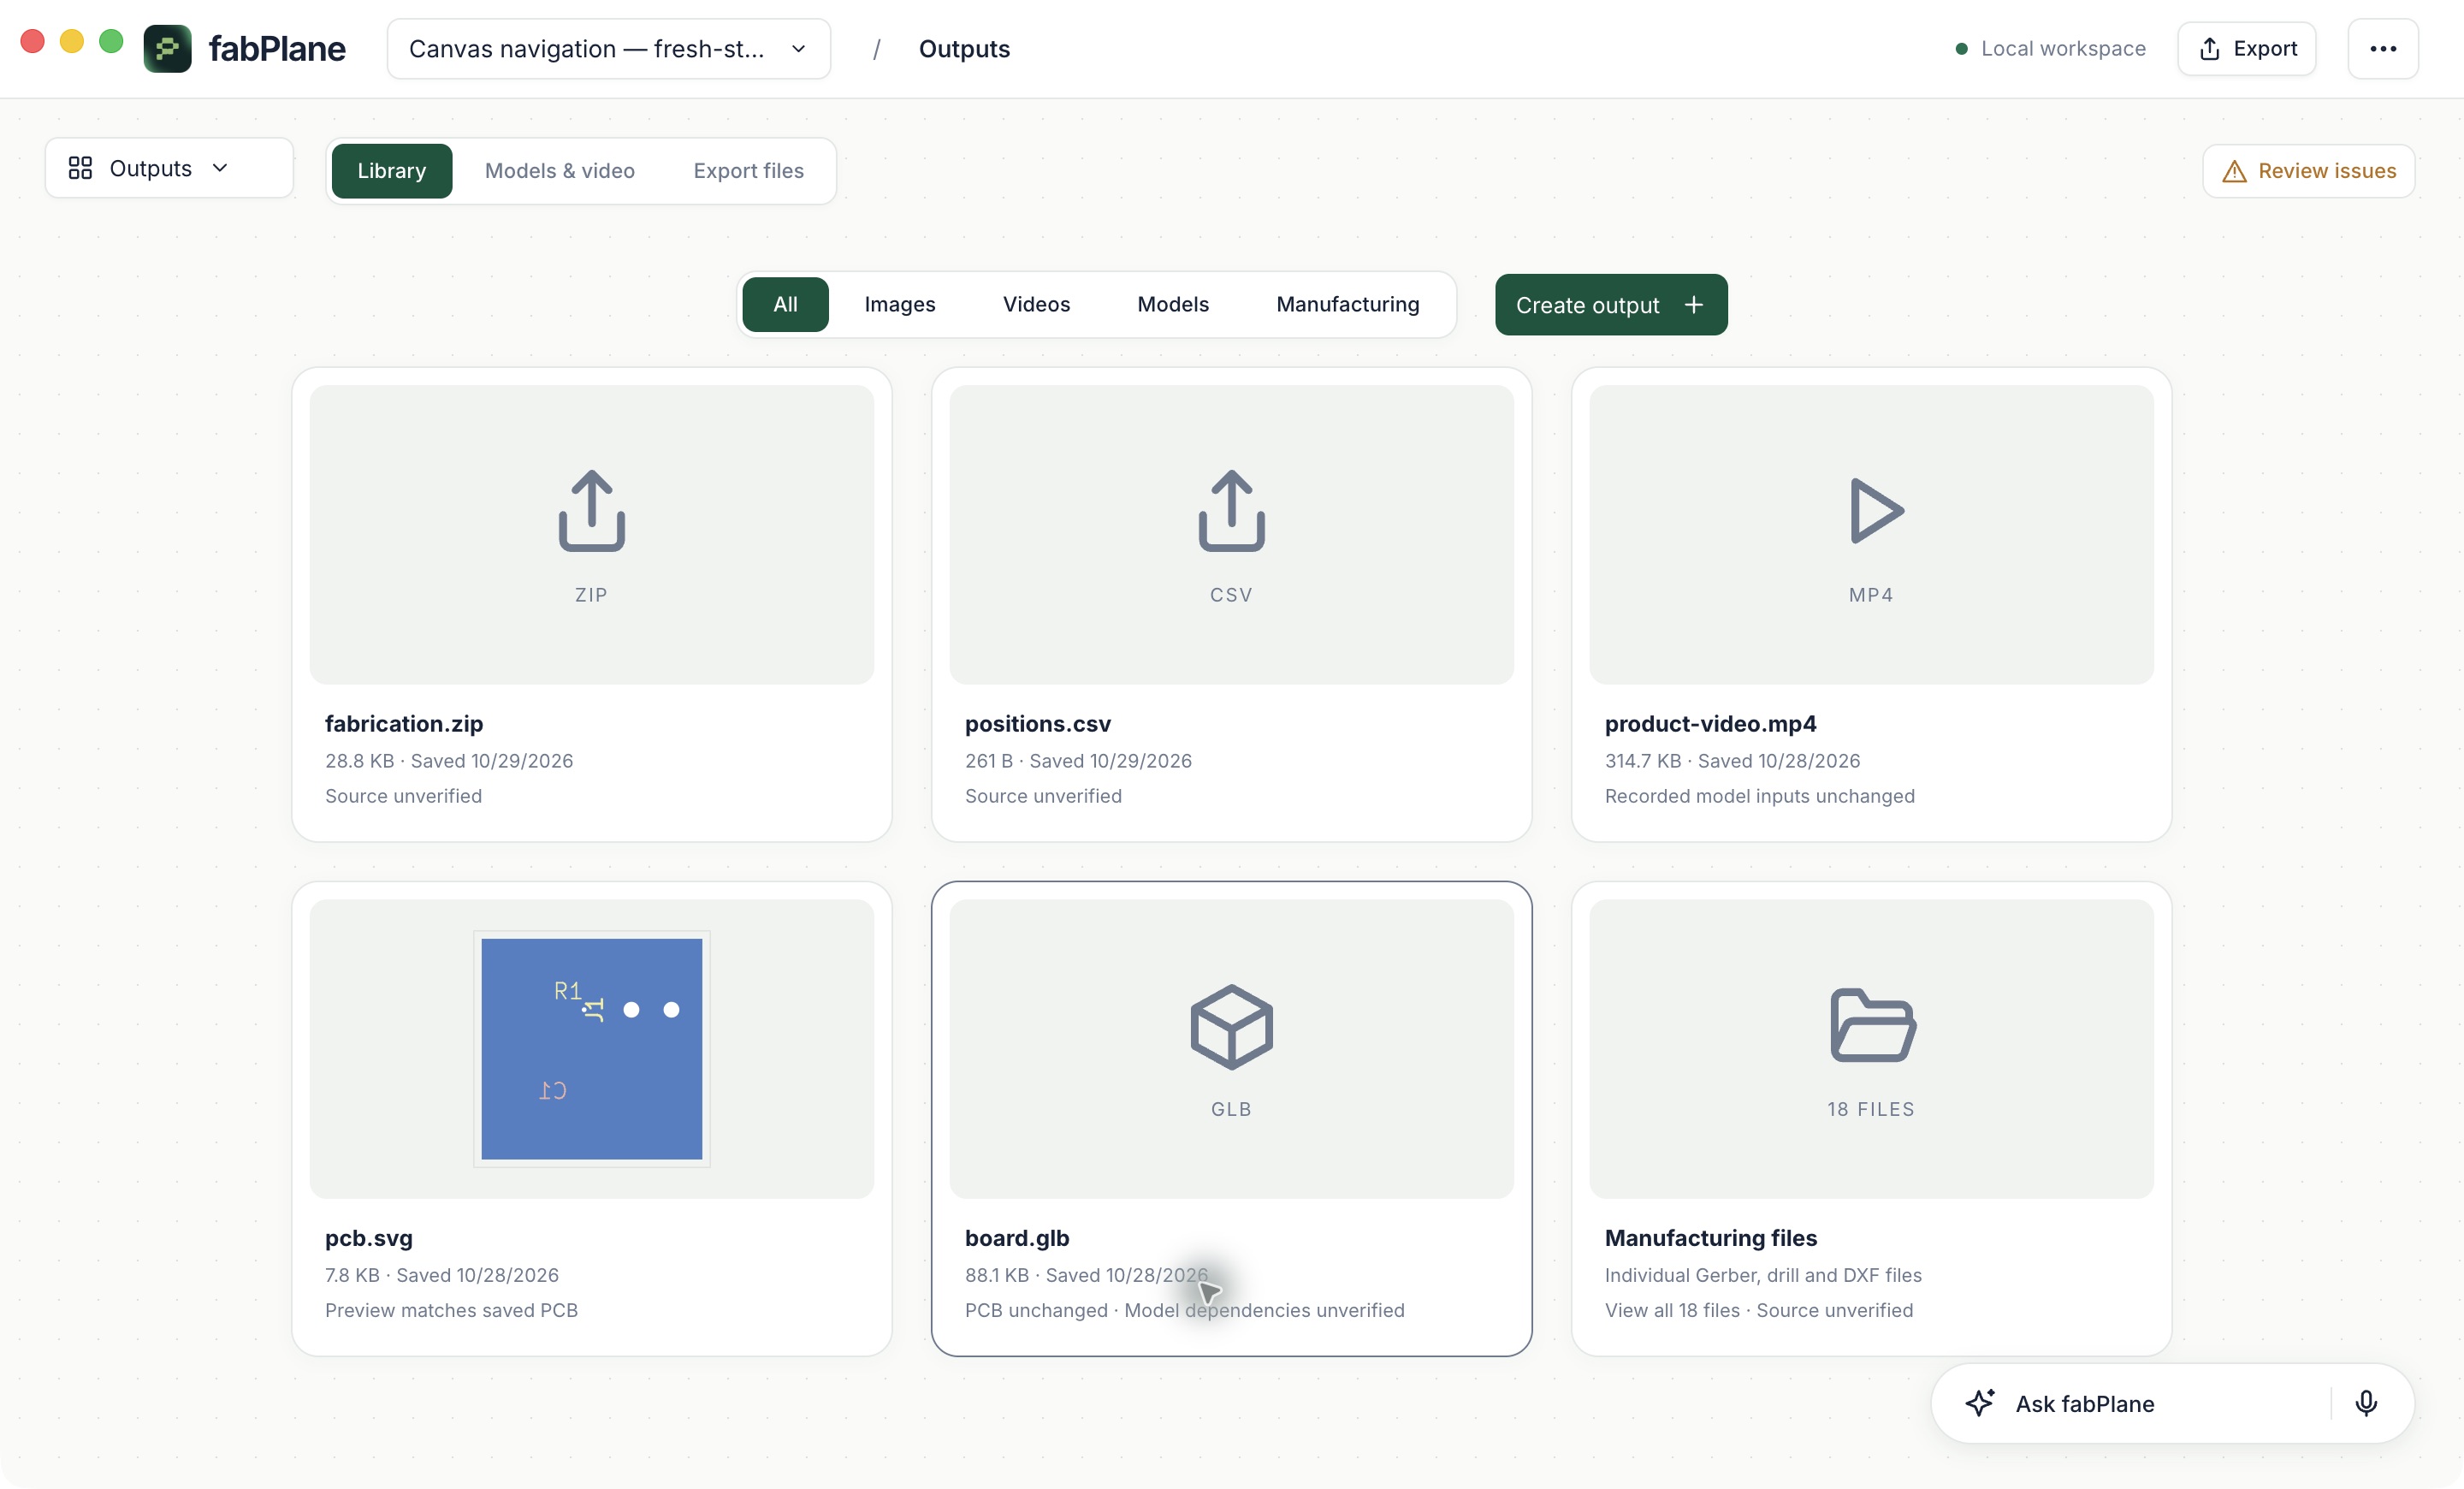 fabPlane
Canvas navigation — fresh-st...
/
Outputs
Local workspace
Export
Outputs
Library
Models & video
Export files
Review issues
All
Images
Videos
Models
Manufacturing
Create output
ZIP
fabrication.zip
28.8 KB · Saved 10/29/2026
Source unverified
CSV
positions.csv
261 B · Saved 10/29/2026
Source unverified
MP4
product-video.mp4
314.7 KB · Saved 10/28/2026
Recorded model inputs unchanged
R1
J1
C1
pcb.svg
7.8 KB · Saved 10/28/2026
Preview matches saved PCB
GLB
board.glb
88.1 KB · Saved 10/28/2026
PCB unchanged · Model dependencies unverified
18 FILES
Manufacturing files
Individual Gerber, drill and DXF files
View all 18 files · Source unverified
Ask fabPlane